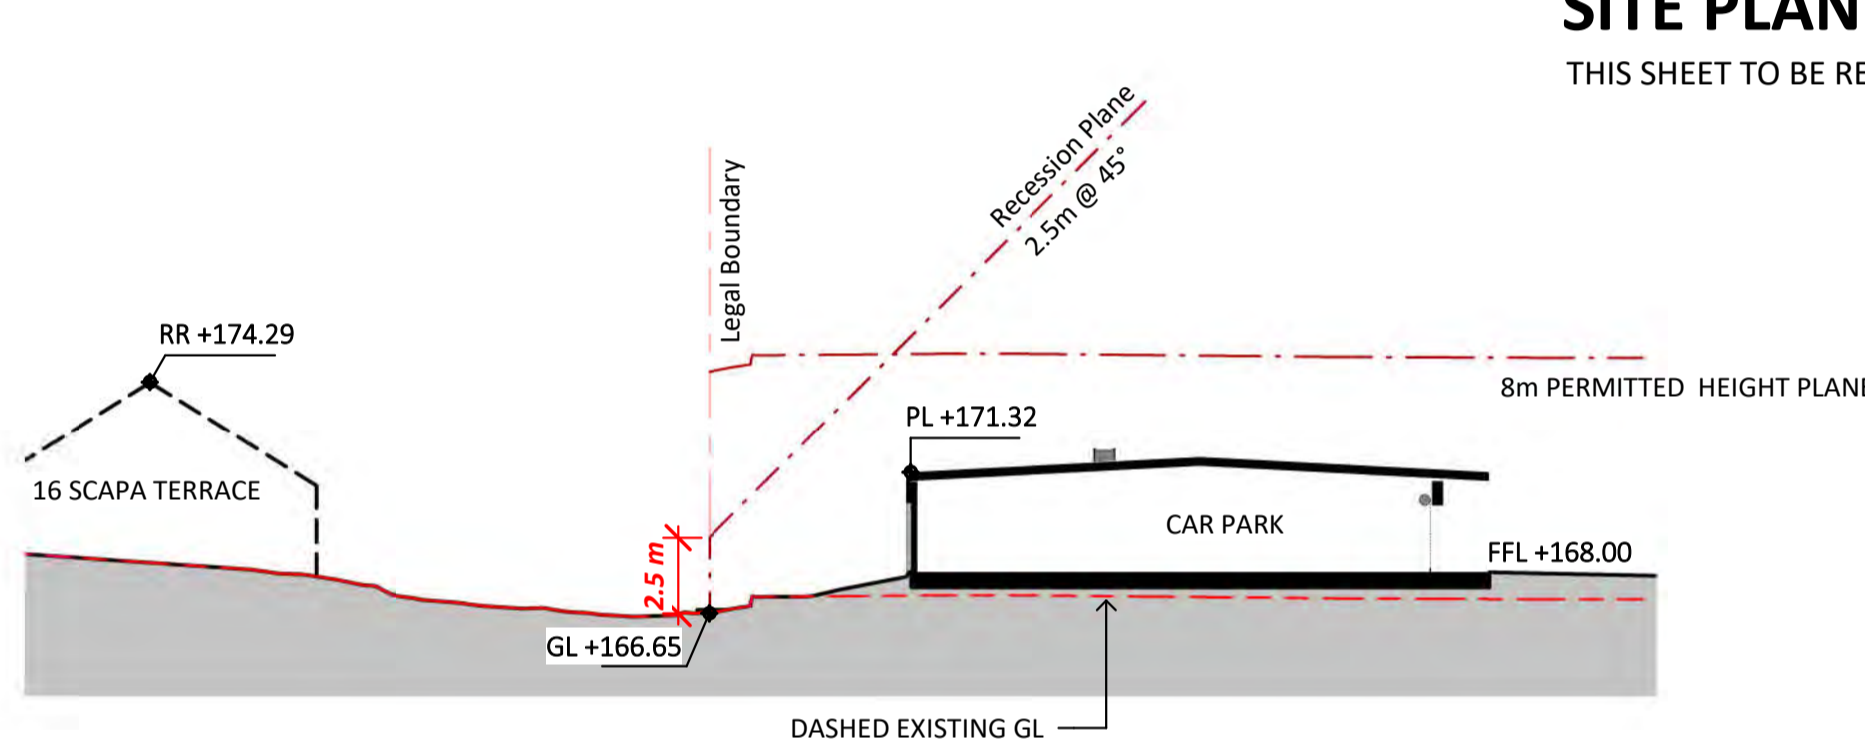 SITE PLAN
THIS SHEET TO BE RE
Recession Plane
2.5m @ 45°
Legal Boundary
RR +174.29
8m PERMITTED HEIGHT PLANE
PL +171.32
16 SCAPA TERRACE
CAR PARK
FFL +168.00
2.5 m
GL +166.65
DASHED EXISTING GL